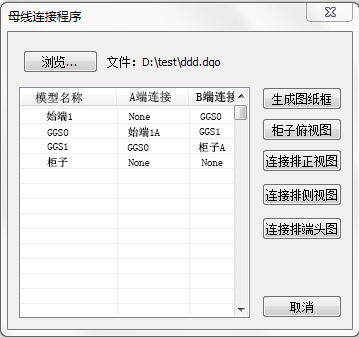 母线连接程序
浏览... 文件： D:\test\ddd.dqo
模型名称 A端连接 B端连接
始端1 None GGS0
GGS0 始端1A GGS1
GGS1 GGS0 柜子A
柜子 None None
生成图纸框
柜子俯视图
连接排正视图
连接排侧视图
连接排端头图
取消